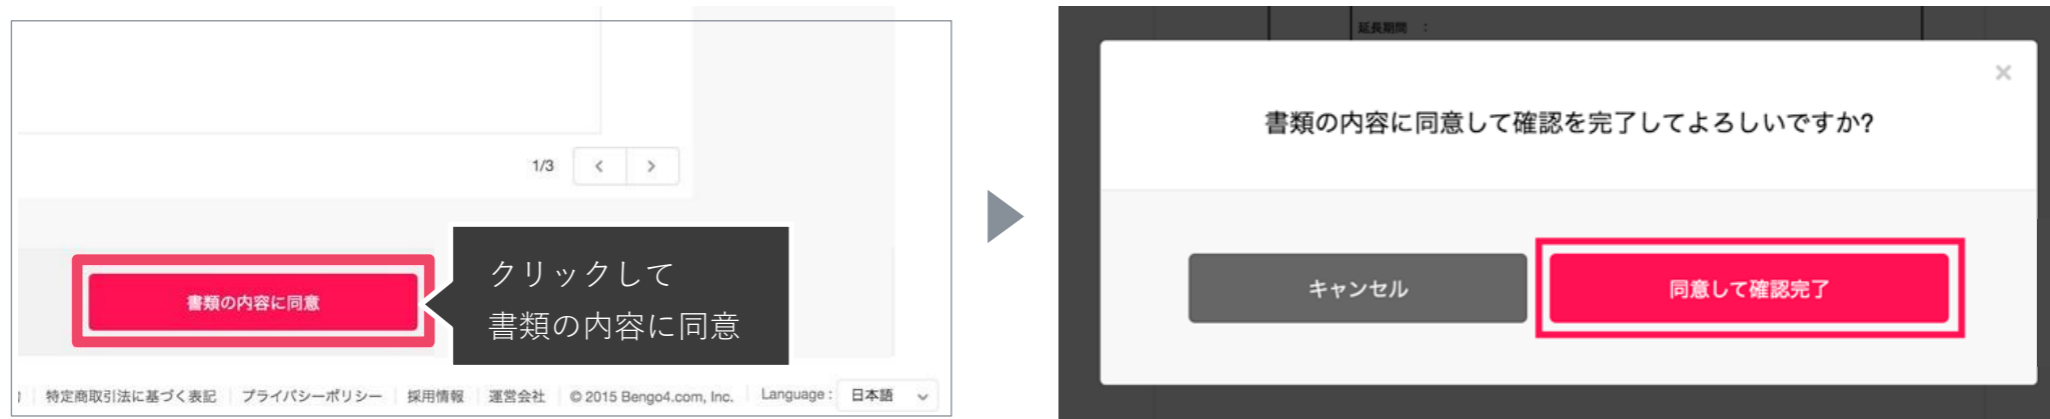 1/3
書類の内容に同意
クリックして
書類の内容に同意
特定商取引法に基づく表記 プライバシーポリシー 採用情報 運営会社 © 2015 Bengo4.com, Inc. Language : 日本語
延長期間 :
×
書類の内容に同意して確認を完了してよろしいですか?
キャンセル
同意して確認完了